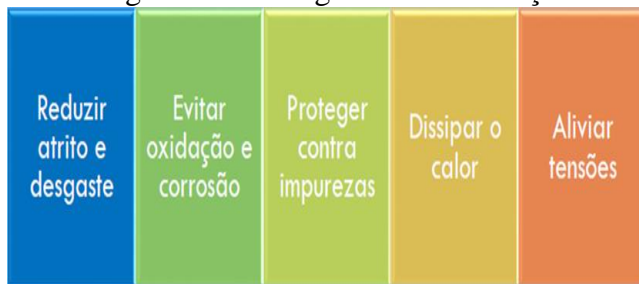 Reduzir
atrito e
desgaste
Evitar
oxidação e
corrosão
Proteger
contra
impurezas
Dissipar o
calor
Aliviar
tensões